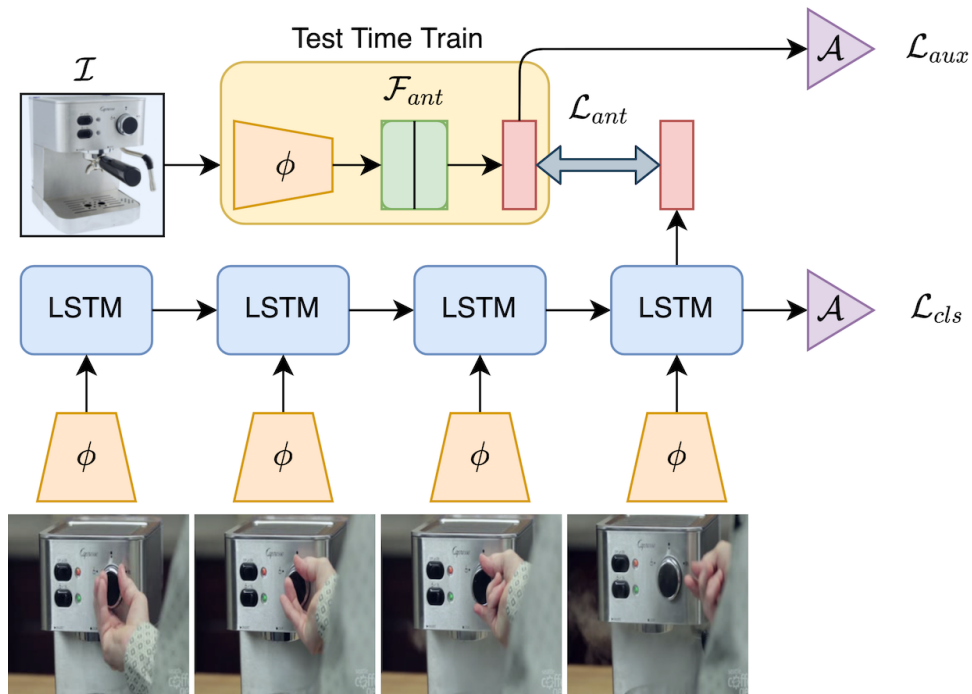 Test Time Train
𝓘
𝓕_ant
𝓛_ant
𝓐
𝓛_aux
ϕ
LSTM
LSTM
LSTM
LSTM
𝓐
𝓛_cls
ϕ
ϕ
ϕ
ϕ